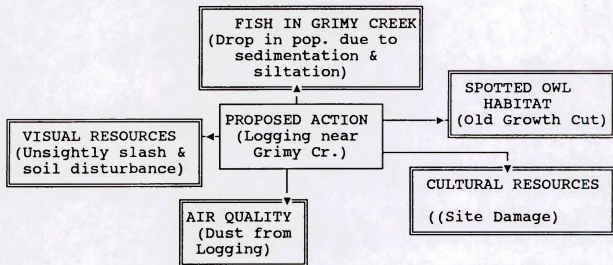 FISH IN GRIMY CREEK
(Drop in pop. due to
sedimentation &
siltation)
SPOTTED OWL
HABITAT
(Old Growth Cut)
PROPOSED ACTION
(Logging near
Grimy Cr.)
VISUAL RESOURCES
(Unsightly slash &
soil disturbance)
CULTURAL RESOURCES
((Site Damage)
AIR QUALITY
(Dust from
Logging)